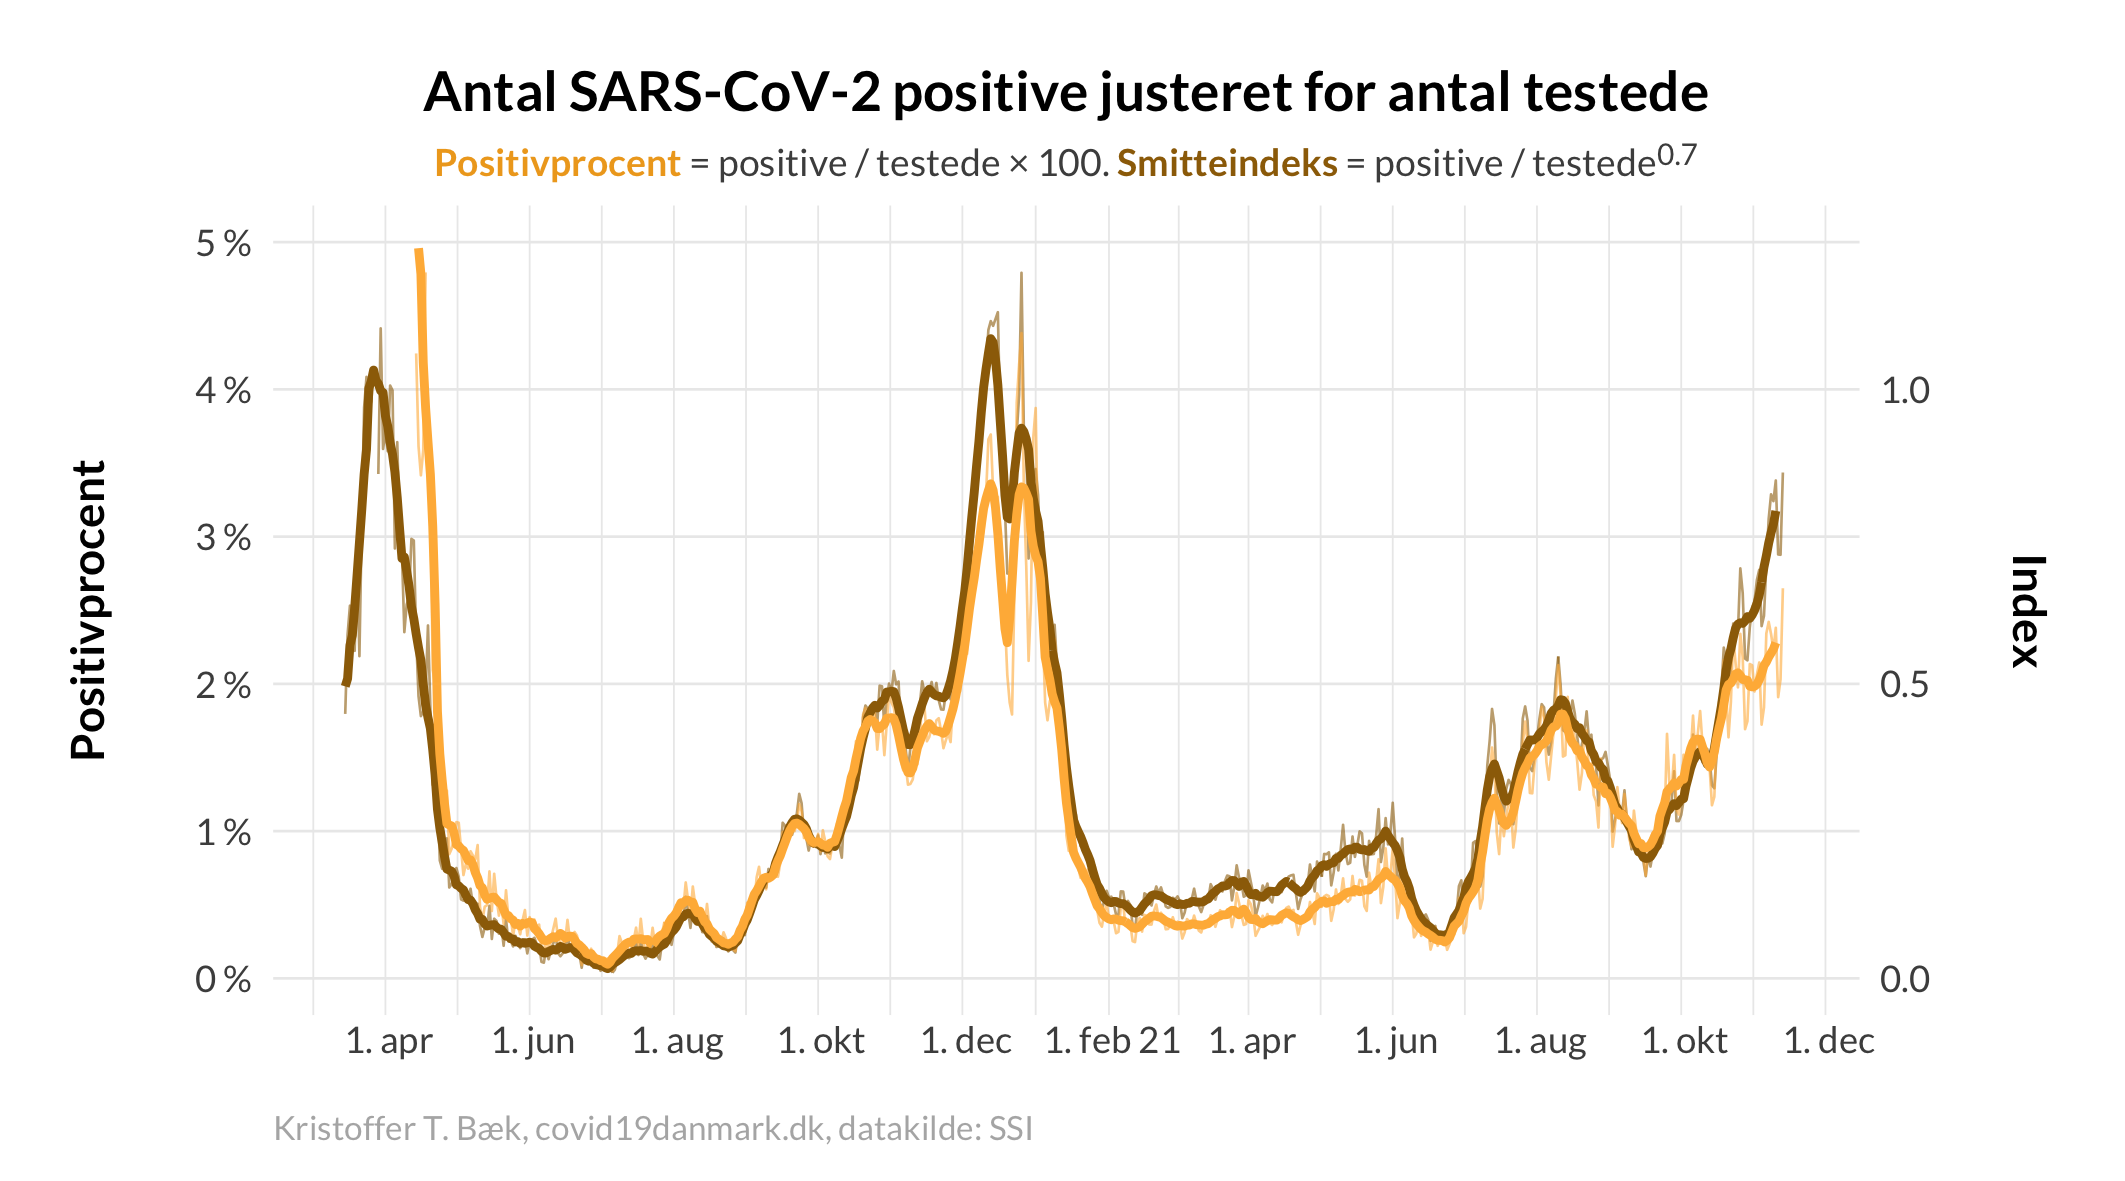 Antal SARS-CoV-2 positive justeret for antal testede
Positivprocent = positive / testede × 100. Smitteindeks = positive / testede^0.7
Positivprocent
5 %
4 %
3 %
2 %
1 %
0 %
1.0
0.5
0.0
Index
1. apr 1. jun 1. aug 1. okt 1. dec 1. feb 21 1. apr 1. jun 1. aug 1. okt 1. dec
Kristoffer T. Bæk, covid19danmark.dk, datakilde: SSI